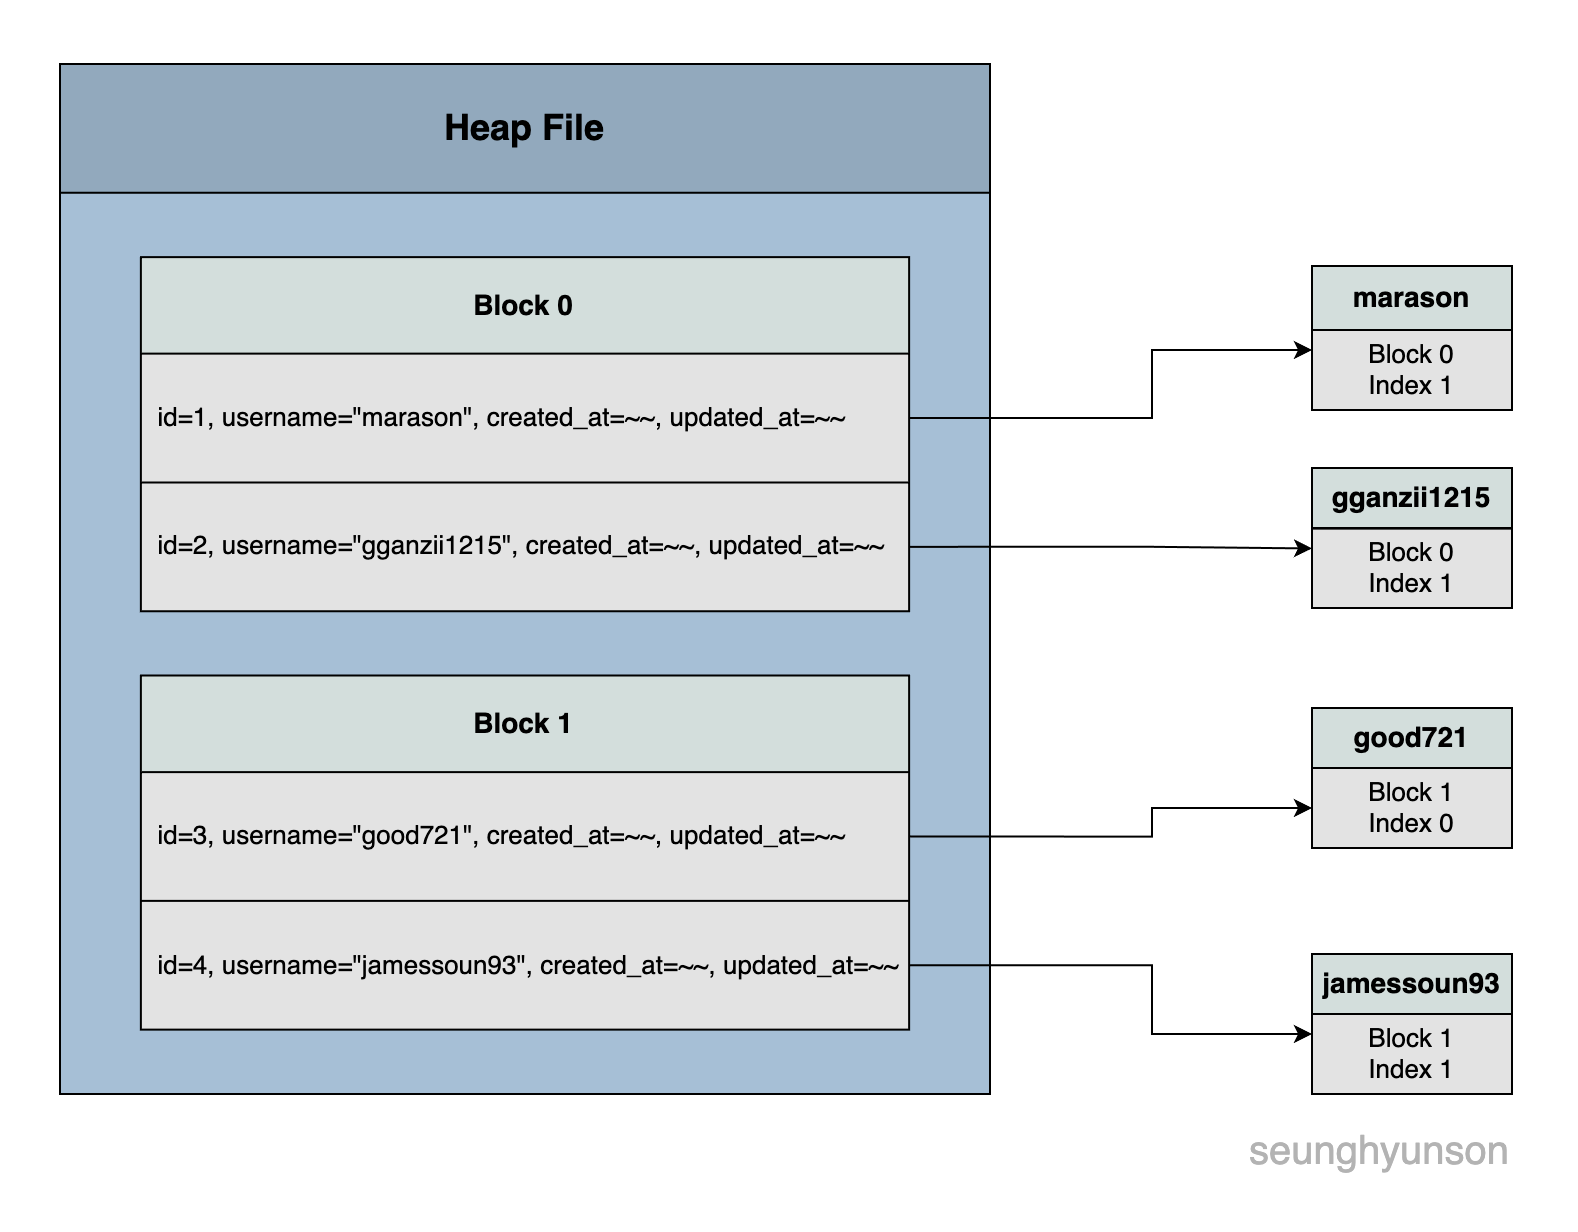 Heap File
Block 0
id=1, username="marason", created_at=~~, updated_at=~~
id=2, username="gganzii1215", created_at=~~, updated_at=~~
Block 1
id=3, username="good721", created_at=~~, updated_at=~~
id=4, username="jamessoun93", created_at=~~, updated_at=~~
marason
Block 0
Index 1
gganzii1215
Block 0
Index 1
good721
Block 1
Index 0
jamessoun93
Block 1
Index 1
seunghyunson